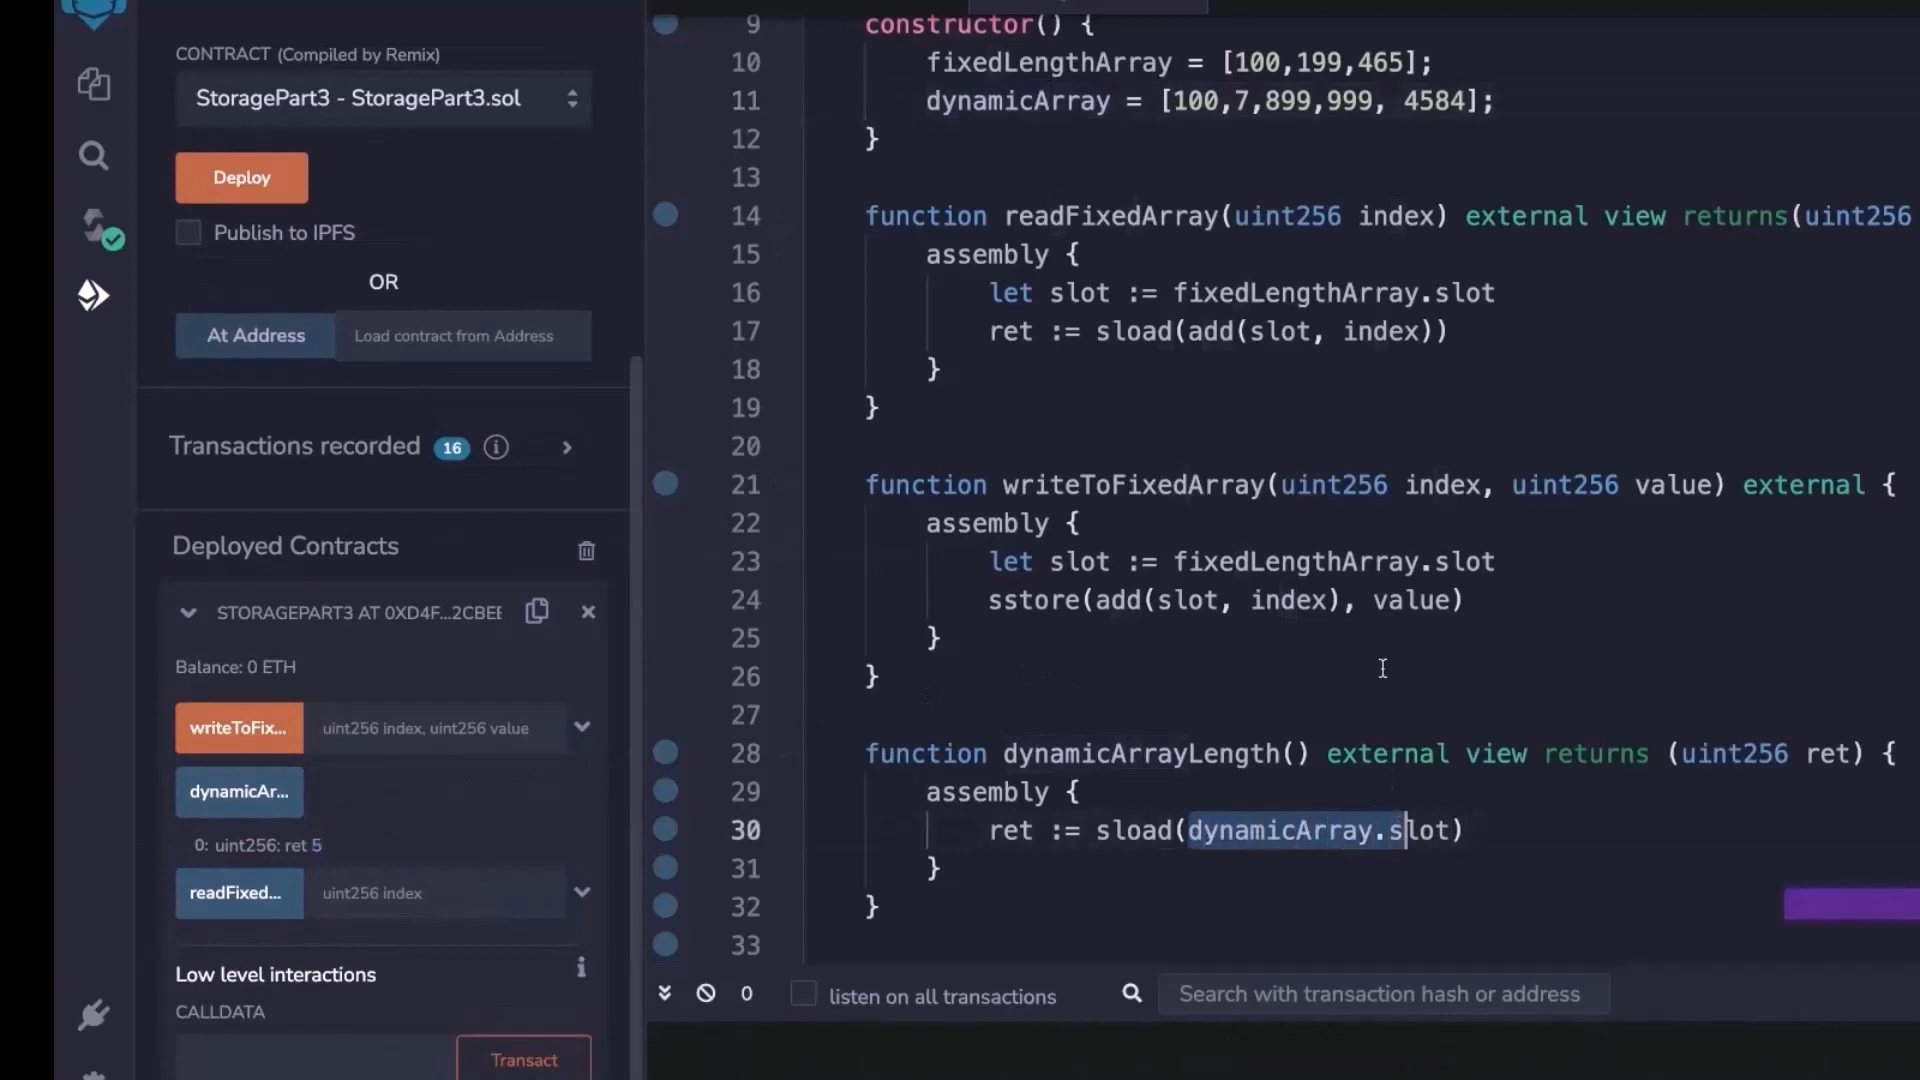 CONTRACT (Compiled by Remix)
StoragePart3 - StoragePart3.sol
Deploy
Publish to IPFS
OR
At Address
Load contract from Address
Transactions recorded 16
Deployed Contracts
STORAGEPART3 AT 0XD4F...2CBEE
Balance: 0 ETH
writeToFix... uint256 index, uint256 value
dynamicAr...
0: uint256: ret 5
readFixed... uint256 index
Low level interactions
CALLDATA
Transact
9 constructor() {
10 fixedLengthArray = [100,199,465];
11 dynamicArray = [100,7,899,999, 4584];
12 }
13
14 function readFixedArray(uint256 index) external view returns(uint256
15 assembly {
16 let slot := fixedLengthArray.slot
17 ret := sload(add(slot, index))
18 }
19 }
20
21 function writeToFixedArray(uint256 index, uint256 value) external {
22 assembly {
23 let slot := fixedLengthArray.slot
24 sstore(add(slot, index), value)
25 }
26 }
27
28 function dynamicArrayLength() external view returns (uint256 ret) {
29 assembly {
30 ret := sload(dynamicArray.slot)
31 }
32 }
33
0 listen on all transactions
Search with transaction hash or address